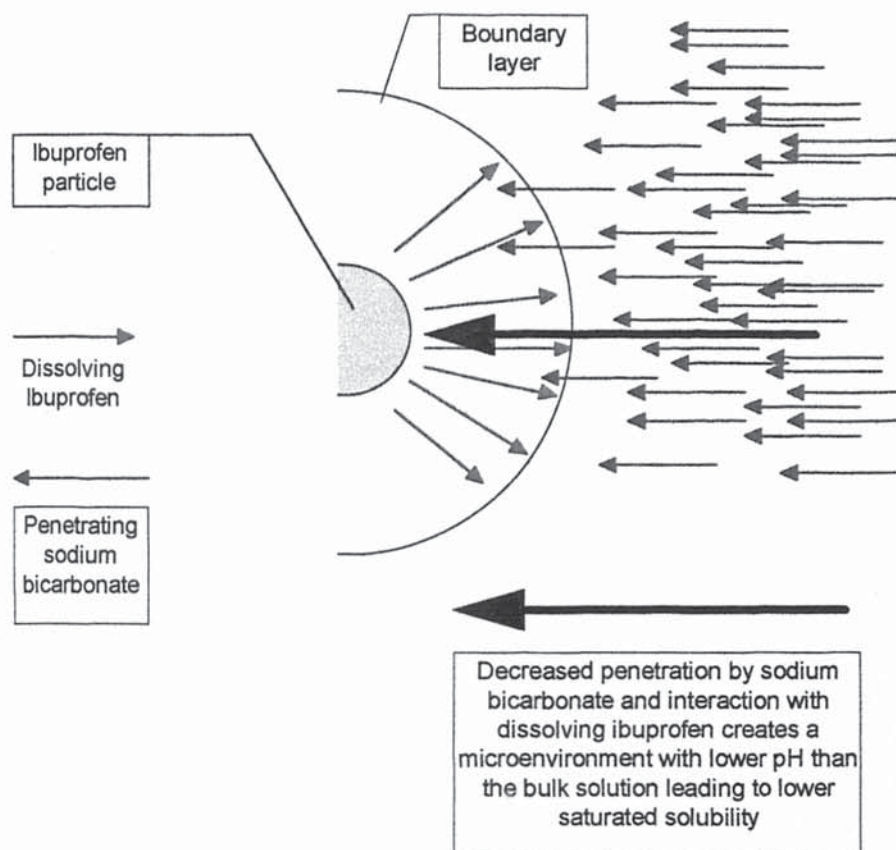 Boundary
layer
Ibuprofen
particle
Dissolving
Ibuprofen
Penetrating
sodium
bicarbonate
Decreased penetration by sodium
bicarbonate and interaction with
dissolving ibuprofen creates a
microenvironment with lower pH than
the bulk solution leading to lower
saturated solubility